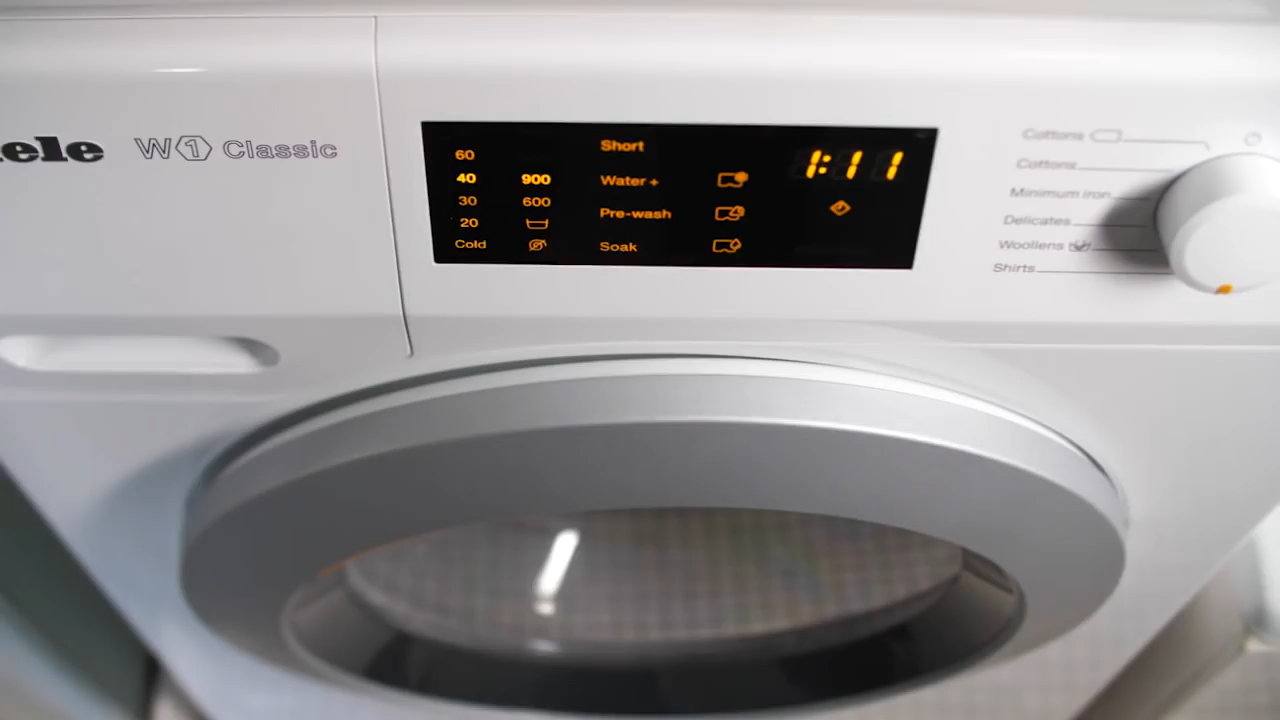 ele W1 Classic
60
40
30
20
Cold
900
600
Short
Water +
Pre-wash
Soak
1:11
Cottons
Cottons
Minimum iron
Delicates
Woollens
Shirts